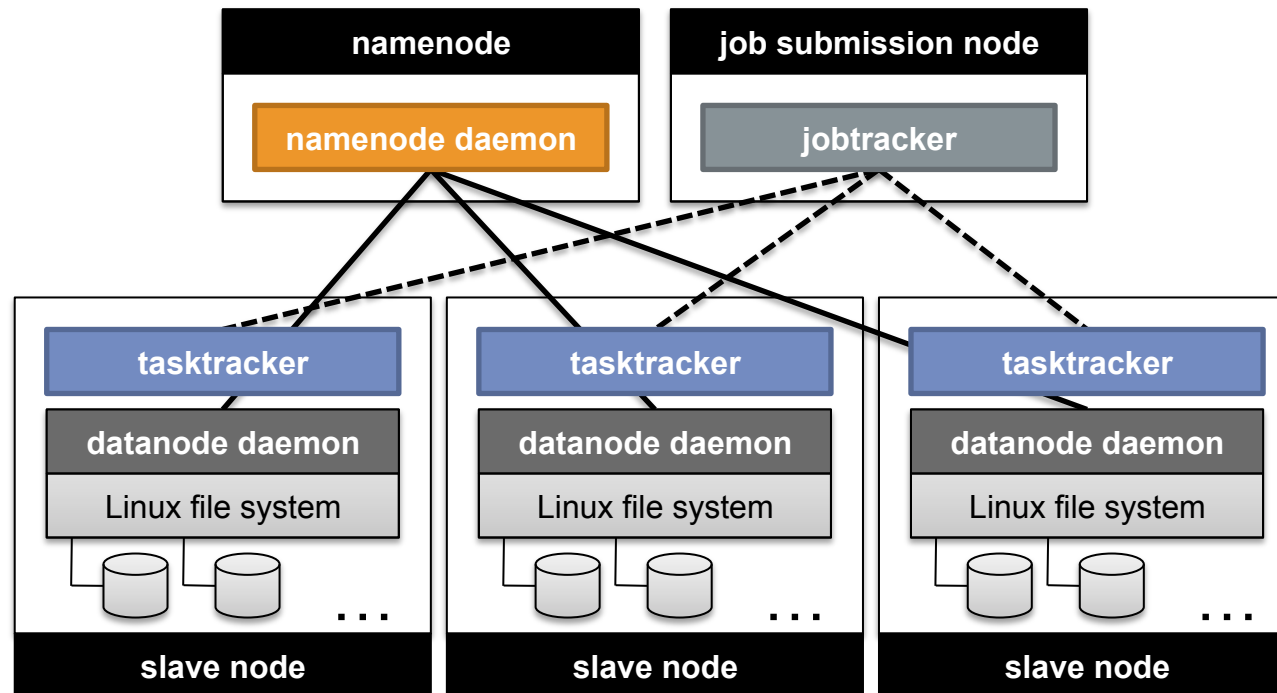 namenode
job submission node
namenode daemon
jobtracker
tasktracker
tasktracker
tasktracker
datanode daemon
datanode daemon
datanode daemon
Linux file system
Linux file system
Linux file system
...
...
...
slave node
slave node
slave node